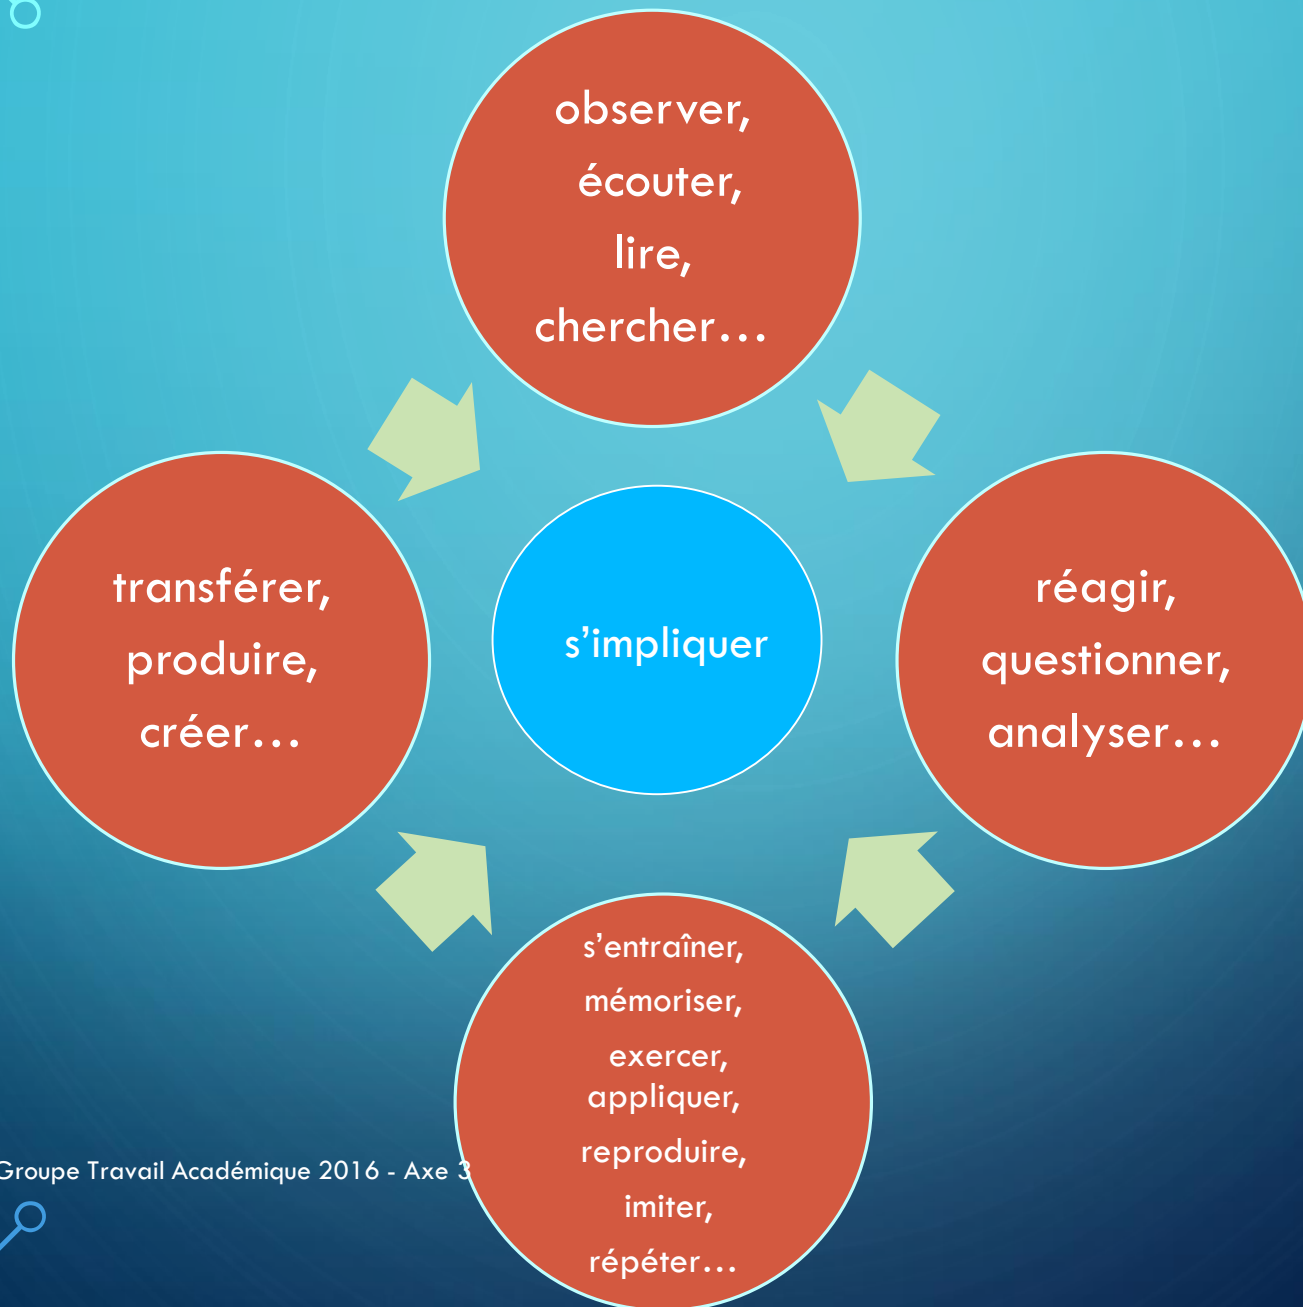 observer,
écouter,
lire,
chercher…
transférer,
produire,
créer…
s’impliquer
réagir,
questionner,
analyser…
s’entraîner,
mémoriser,
exercer,
appliquer,
reproduire,
imiter,
répéter…
Groupe Travail Académique 2016 - Axe 3